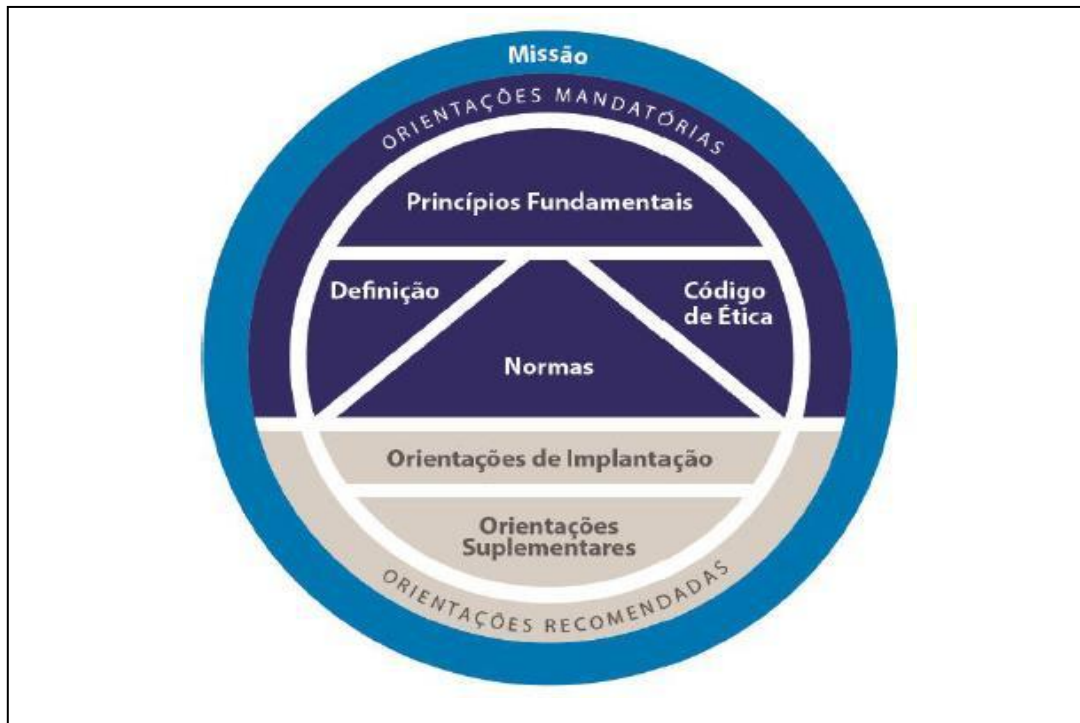 Missão
ORIENTAÇÕES MANDATÓRIAS
Princípios Fundamentais
Definição
Código
de Ética
Normas
Orientações de Implantação
Orientações
Suplementares
ORIENTAÇÕES RECOMENDADAS